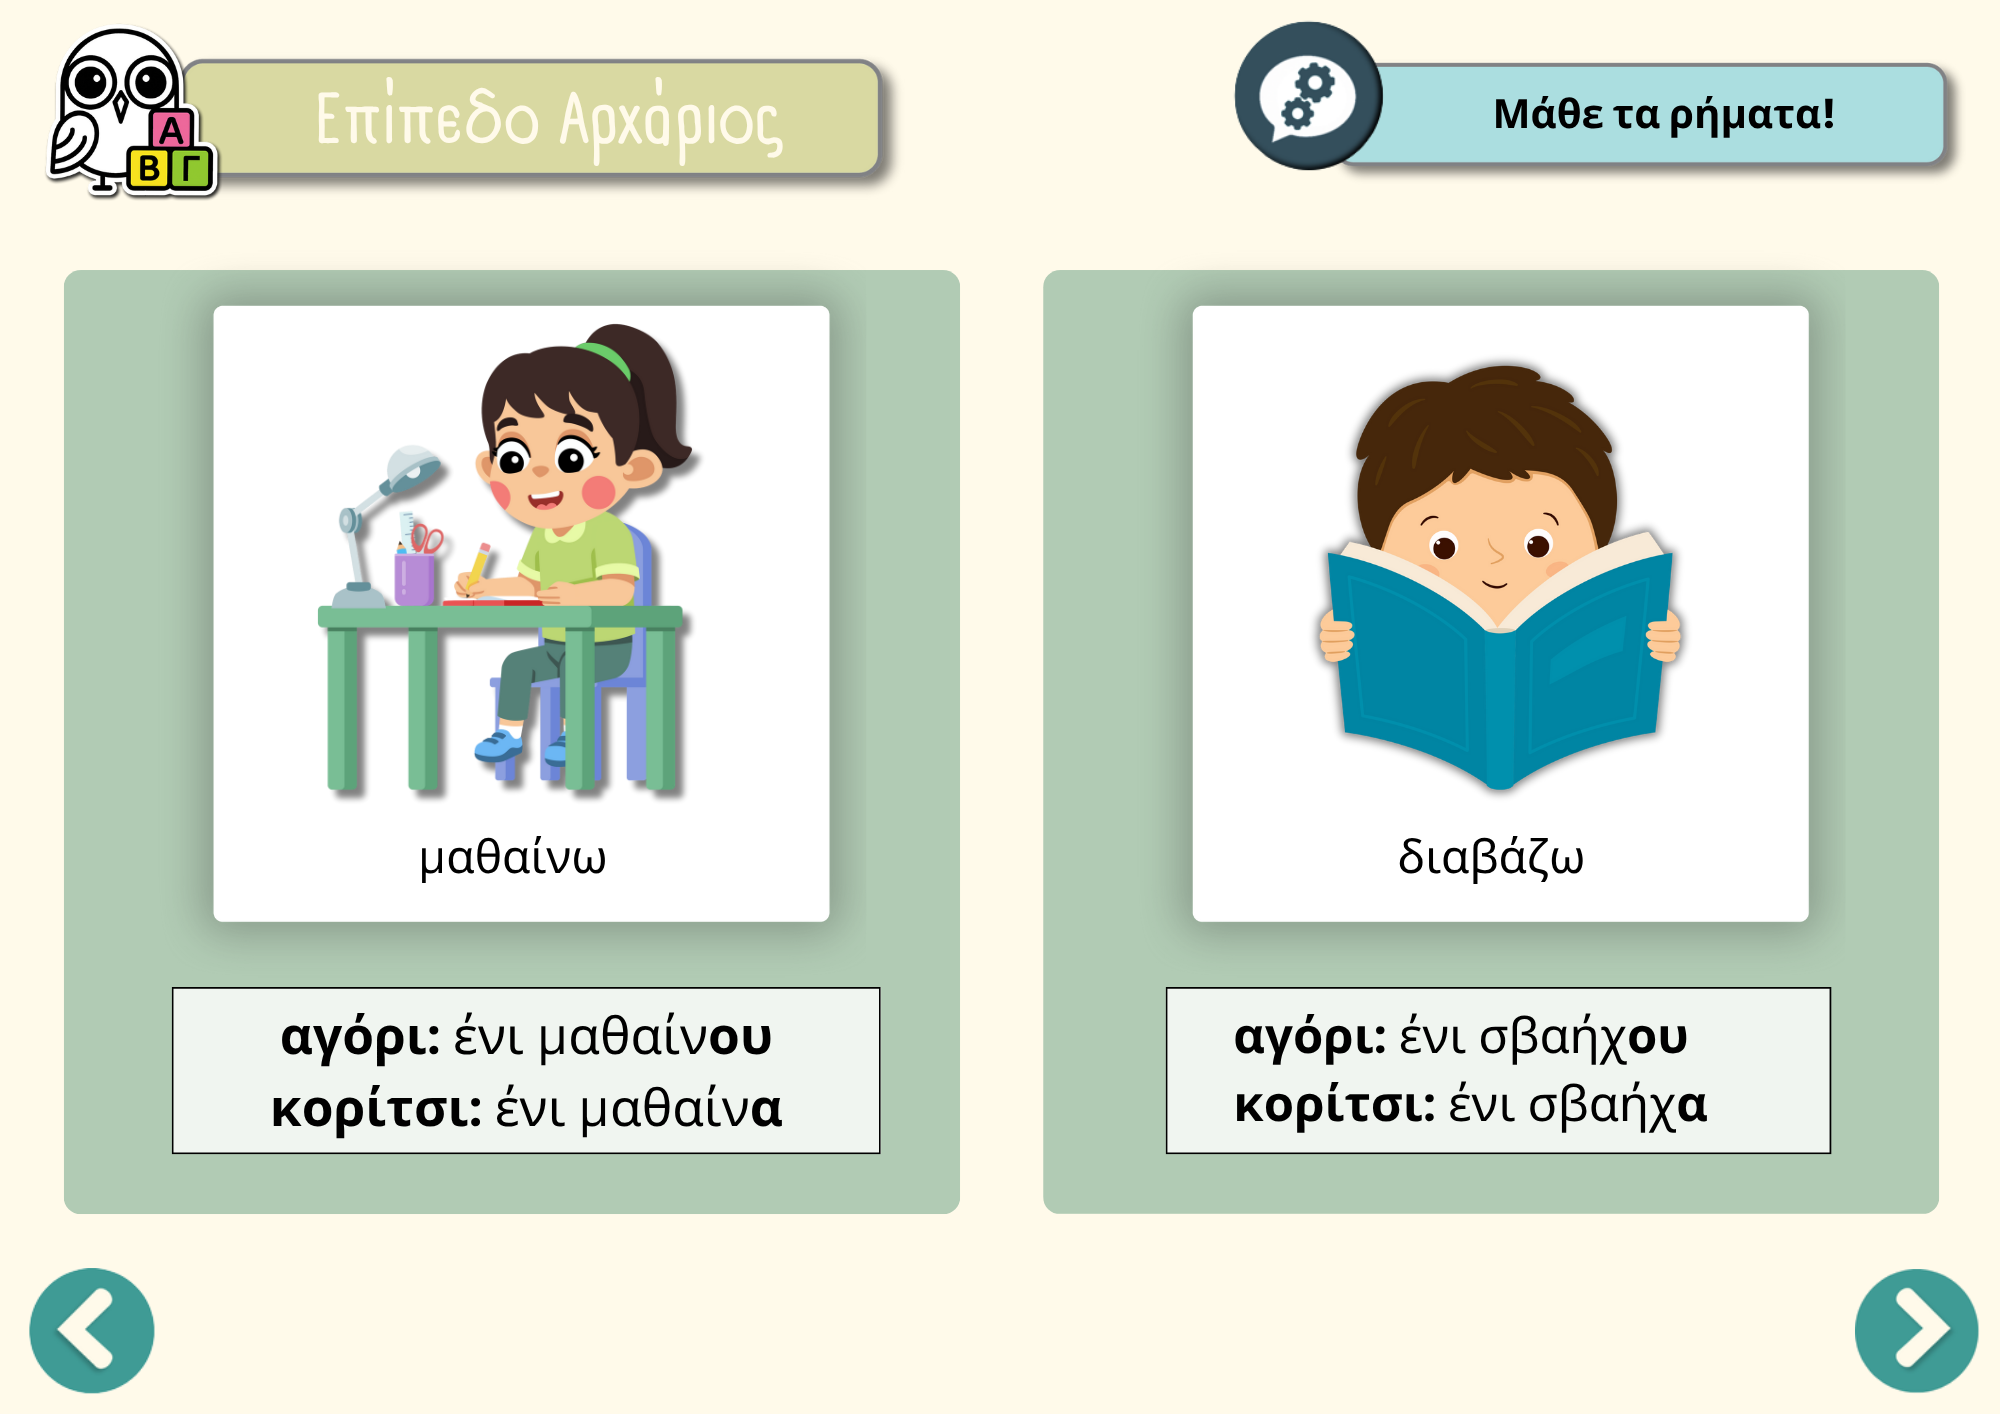 Επίπεδο Αρχάριος
Α
Β Γ
Μάθε τα ρήματα!
μαθαίνω
αγόρι: ένι μαθαίνου
κορίτσι: ένι μαθαίνα
διαβάζω
αγόρι: ένι σβαήχου
κορίτσι: ένι σβαήχα